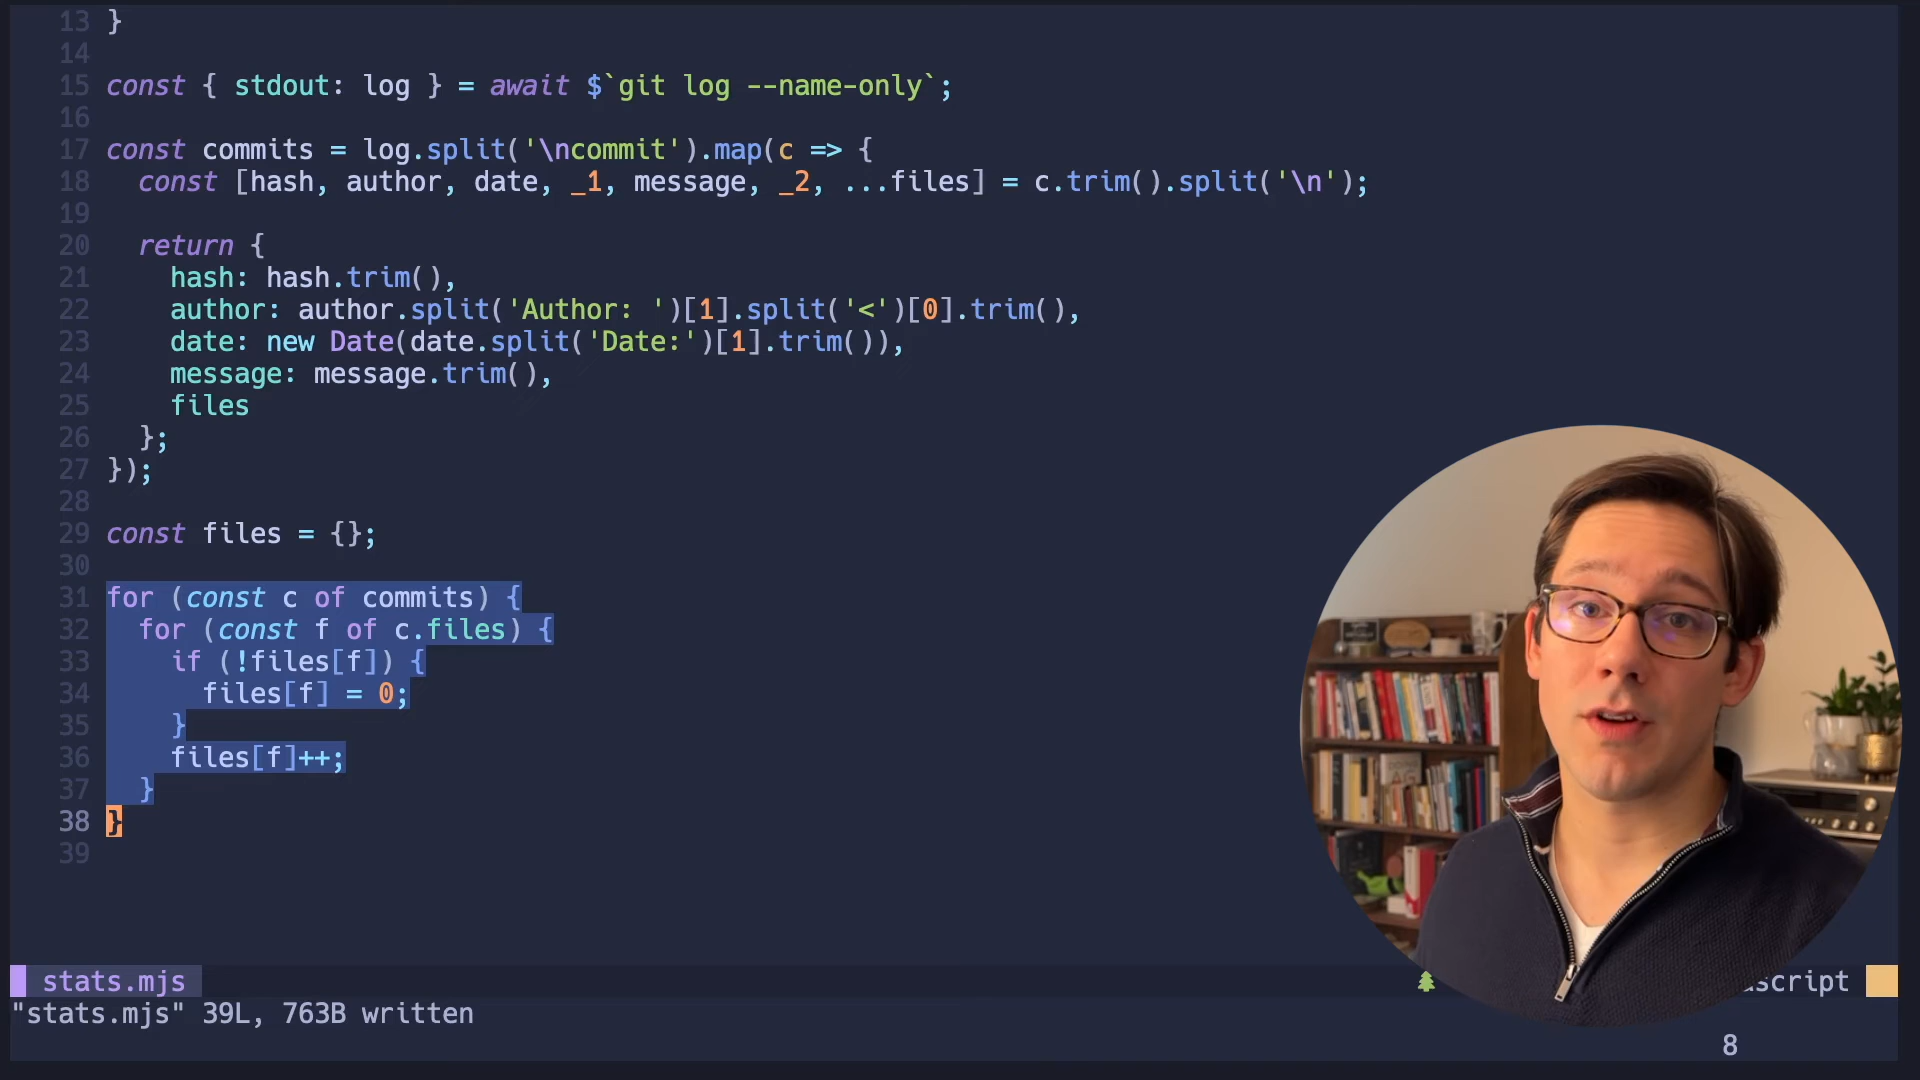 13 }
14
15 const { stdout: log } = await $`git log --name-only`;
16
17 const commits = log.split('\ncommit').map(c => {
18   const [hash, author, date, _1, message, _2, ...files] = c.trim().split('\n');
19
20   return {
21     hash: hash.trim(),
22     author: author.split('Author: ')[1].split('<')[0].trim(),
23     date: new Date(date.split('Date:')[1].trim()),
24     message: message.trim(),
25     files
26   };
27 });
28
29 const files = {};
30
31 for (const c of commits) {
32   for (const f of c.files) {
33     if (!files[f]) {
34       files[f] = 0;
35     }
36     files[f]++;
37   }
38 }
39
stats.mjs ascript
"stats.mjs" 39L, 763B written
8